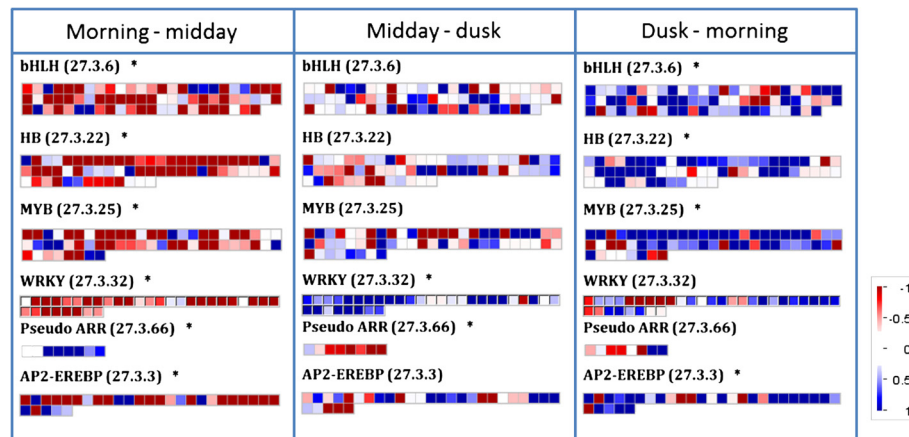 Morning - midday
bHLH (27.3.6) *
HB (27.3.22) *
MYB (27.3.25) *
WRKY (27.3.32) *
Pseudo ARR (27.3.66) *
AP2-EREBP (27.3.3) *
Midday - dusk
bHLH (27.3.6)
HB (27.3.22)
MYB (27.3.25)
WRKY (27.3.32) *
Pseudo ARR (27.3.66) *
AP2-EREBP (27.3.3)
Dusk - morning
bHLH (27.3.6) *
HB (27.3.22) *
MYB (27.3.25) *
WRKY (27.3.32)
Pseudo ARR (27.3.66)
AP2-EREBP (27.3.3) *
-1
-0.5
0
0.5
1